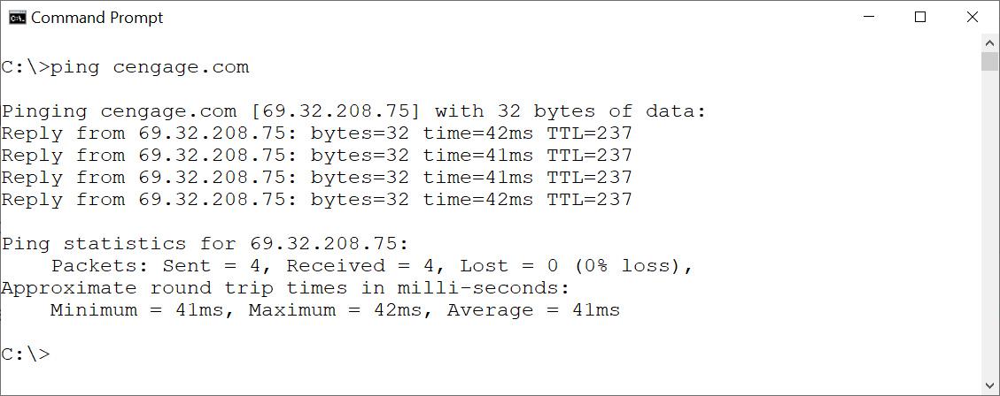 Command Prompt
C:\>ping cengage.com
Pinging cengage.com [69.32.208.75] with 32 bytes of data:
Reply from 69.32.208.75: bytes=32 time=42ms TTL=237
Reply from 69.32.208.75: bytes=32 time=41ms TTL=237
Reply from 69.32.208.75: bytes=32 time=41ms TTL=237
Reply from 69.32.208.75: bytes=32 time=42ms TTL=237
Ping statistics for 69.32.208.75:
    Packets: Sent = 4, Received = 4, Lost = 0 (0% loss),
Approximate round trip times in milli-seconds:
    Minimum = 41ms, Maximum = 42ms, Average = 41ms
C:\>